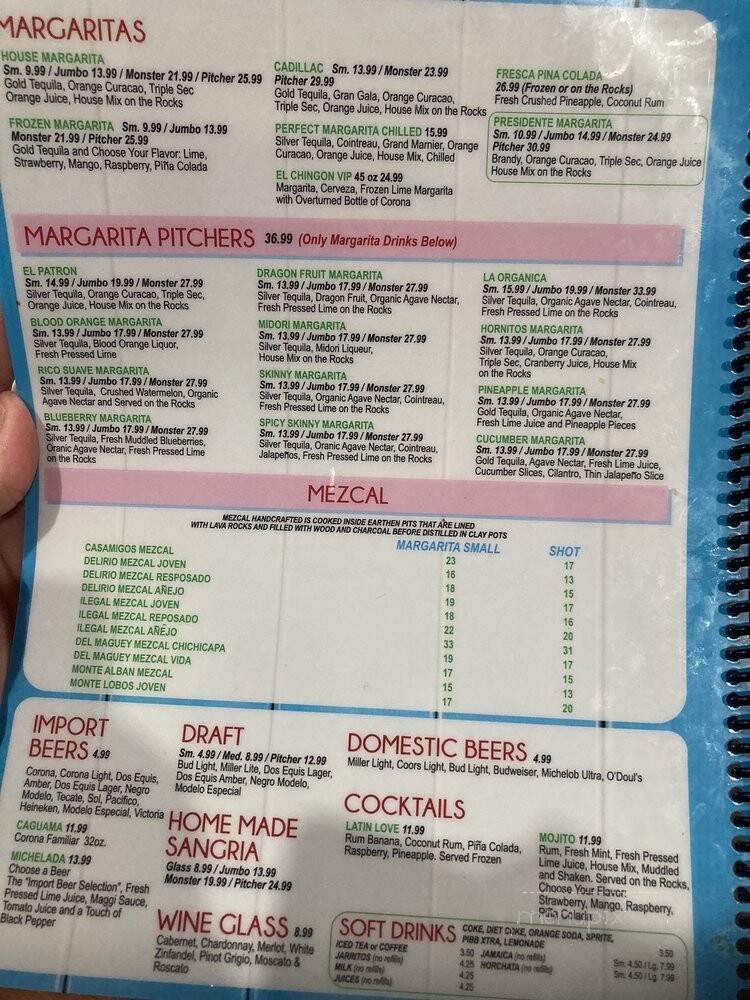 MARGARITAS
HOUSE MARGARITA
Sm. 9.99 / Jumbo 13.99 / Monster 21.99 / Pitcher 25.99
Gold Tequila, Orange Curacao, Triple Sec
Orange Juice, House Mix on the Rocks
FROZEN MARGARITA Sm. 9.99 / Jumbo 13.99
Monster 21.99 / Pitcher 25.99
Gold Tequila and Choose Your Flavor: Lime,
Strawberry, Mango, Raspberry, Piña Colada
CADILLAC Sm. 13.99 / Monster 23.99
Pitcher 29.99
Gold Tequila, Gran Gala, Orange Curacao,
Triple Sec, Orange Juice, House Mix on the Rocks
PERFECT MARGARITA CHILLED 15.99
Silver Tequila, Cointreau, Grand Marnier, Orange
Curacao, Orange Juice, House Mix, Chilled
EL CHINGON VIP 45 oz 24.99
Margarita, Cerveza, Frozen Lime Margarita
with Overturned Bottle of Corona
FRESCA PINA COLADA
26.99 (Frozen or on the Rocks)
Fresh Crushed Pineapple, Coconut Rum
PRESIDENTE MARGARITA
Sm. 10.99 / Jumbo 14.99 / Monster 24.99
Pitcher 30.99
Brandy, Orange Curacao, Triple Sec, Orange Juice
House Mix on the Rocks
MARGARITA PITCHERS 36.99 (Only Margarita Drinks Below)
EL PATRON
Sm. 14.99 / Jumbo 19.99 / Monster 27.99
Silver Tequila, Orange Curacao, Triple Sec,
Orange Juice, House Mix on the Rocks
BLOOD ORANGE MARGARITA
Sm. 13.99 / Jumbo 17.99 / Monster 27.99
Silver Tequila, Blood Orange Liquor,
Fresh Pressed Lime
RICO SUAVE MARGARITA
Sm. 13.99 / Jumbo 17.99 / Monster 27.99
Silver Tequila, Crushed Watermelon, Organic
Agave Nectar and Served on the Rocks
BLUEBERRY MARGARITA
Sm. 13.99 / Jumbo 17.99 / Monster 27.99
Silver Tequila, Fresh Muddled Blueberries,
Oranic Agave Nectar, Fresh Pressed Lime
on the Rocks
DRAGON FRUIT MARGARITA
Sm. 13.99 / Jumbo 17.99 / Monster 27.99
Silver Tequila, Dragon Fruit, Organic Agave Nectar,
Fresh Pressed Lime on the Rocks
MIDORI MARGARITA
Sm. 13.99 / Jumbo 17.99 / Monster 27.99
Silver Tequila, Midori Liqueur,
House Mix on the Rocks
SKINNY MARGARITA
Sm. 13.99 / Jumbo 17.99 / Monster 27.99
Silver Tequila, Organic Agave Nectar, Cointreau,
Fresh Pressed Lime on the Rocks
SPICY SKINNY MARGARITA
Sm. 13.99 / Jumbo 17.99 / Monster 27.99
Silver Tequila, Oranic Agave Nectar, Cointreau,
Jalapeños, Fresh Pressed Lime on the Rocks
LA ORGANICA
Sm. 15.99 / Jumbo 19.99 / Monster 33.99
Silver Tequila, Organic Agave Nectar, Cointreau,
Fresh Pressed Lime on the Rocks
HORNITOS MARGARITA
Sm. 13.99 / Jumbo 17.99 / Monster 27.99
Silver Tequila, Orange Curacao,
Triple Sec, Cranberry Juice, House Mix
on the Rocks
PINEAPPLE MARGARITA
Sm. 13.99 / Jumbo 17.99 / Monster 27.99
Gold Tequila, Organic Agave Nectar,
Fresh Lime Juice and Pineapple Pieces
CUCUMBER MARGARITA
Sm. 13.99 / Jumbo 17.99 / Monster 27.99
Gold Tequila, Agave Nectar, Fresh Lime Juice,
Cucumber Slices, Cilantro, Thin Jalapeño Slice
MEZCAL
MEZCAL HANDCRAFTED IS COOKED INSIDE EARTHEN PITS THAT ARE LINED
WITH LAVA ROCKS AND FILLED WITH WOOD AND CHARCOAL BEFORE DISTILLED IN CLAY POTS
MARGARITA SMALL SHOT
CASAMIGOS MEZCAL 23 17
DELIRIO MEZCAL JOVEN 16 13
DELIRIO MEZCAL RESPOSADO 18 15
DELIRIO MEZCAL AÑEJO 19 17
ILEGAL MEZCAL JOVEN 18 16
ILEGAL MEZCAL REPOSADO 22 20
ILEGAL MEZCAL AÑEJO 33 31
DEL MAGUEY MEZCAL CHICHICAPA 19 17
DEL MAGUEY MEZCAL VIDA 17 15
MONTE ALBAN MEZCAL 15 13
MONTE LOBOS JOVEN 17 20
IMPORT
BEERS 4.99
Corona, Corona Light, Dos Equis,
Amber, Dos Equis Lager, Negro
Modelo, Tecate, Sol, Pacifico,
Heineken, Modelo Especial, Victoria
CAGUAMA 11.99
Corona Familiar 32oz.
MICHELADA 13.99
Choose a Beer
The "Import Beer Selection", Fresh
Pressed Lime Juice, Maggi Sauce,
Tomato Juice and a Touch of
Black Pepper
DRAFT
Sm. 4.99 / Med. 8.99 / Pitcher 12.99
Bud Light, Miller Lite, Dos Equis Lager,
Dos Equis Amber, Negro Modelo,
Modelo Especial
HOME MADE
SANGRIA
Glass 8.99 / Jumbo 13.99
Monster 19.99 / Pitcher 24.99
WINE GLASS 8.99
Cabernet, Chardonnay, Merlot, White
Zinfandel, Pinot Grigio, Moscato &
Roscato
DOMESTIC BEERS 4.99
Miller Light, Coors Light, Bud Light, Budweiser, Michelob Ultra, O'Doul's
COCKTAILS
LATIN LOVE 11.99
Rum Banana, Coconut Rum, Piña Colada,
Raspberry, Pineapple. Served Frozen
MOJITO 11.99
Rum, Fresh Mint, Fresh Pressed
Lime Juice, House Mix, Muddled
and Shaken. Served on the Rocks,
Choose Your Flavor:
Strawberry, Mango, Raspberry,
Piña Colada
SOFT DRINKS COKE, DIET COKE, ORANGE SODA, SPRITE,
PIBB XTRA, LEMONADE 3.50
ICED TEA or COFFEE 3.50
JARRITOS (no refills) 4.25
MILK (no refills) 4.25
JUICES (no refills) 4.25
JAMAICA (no refills) Sm. 4.50 / Lg. 7.99
HORCHATA (no refills) Sm. 4.50 / Lg. 7.99